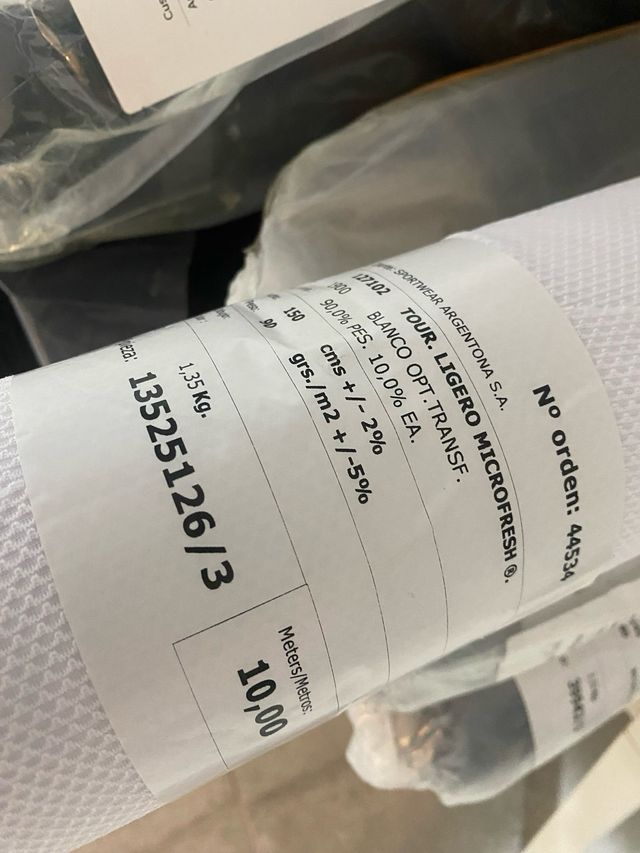 Nº orden: 44534
SPORTWEAR ARGENTONA S.A.
127102 TOUR. LIGERO MICROFRESH ®.
BLANCO OPT.TRANSF.
90,0% PES. 10,0% EA.
150 cms +/- 2%
90 grs./m2 +/-5%
1,35 Kg.
13525126/3
Meters/Metros:
10,00